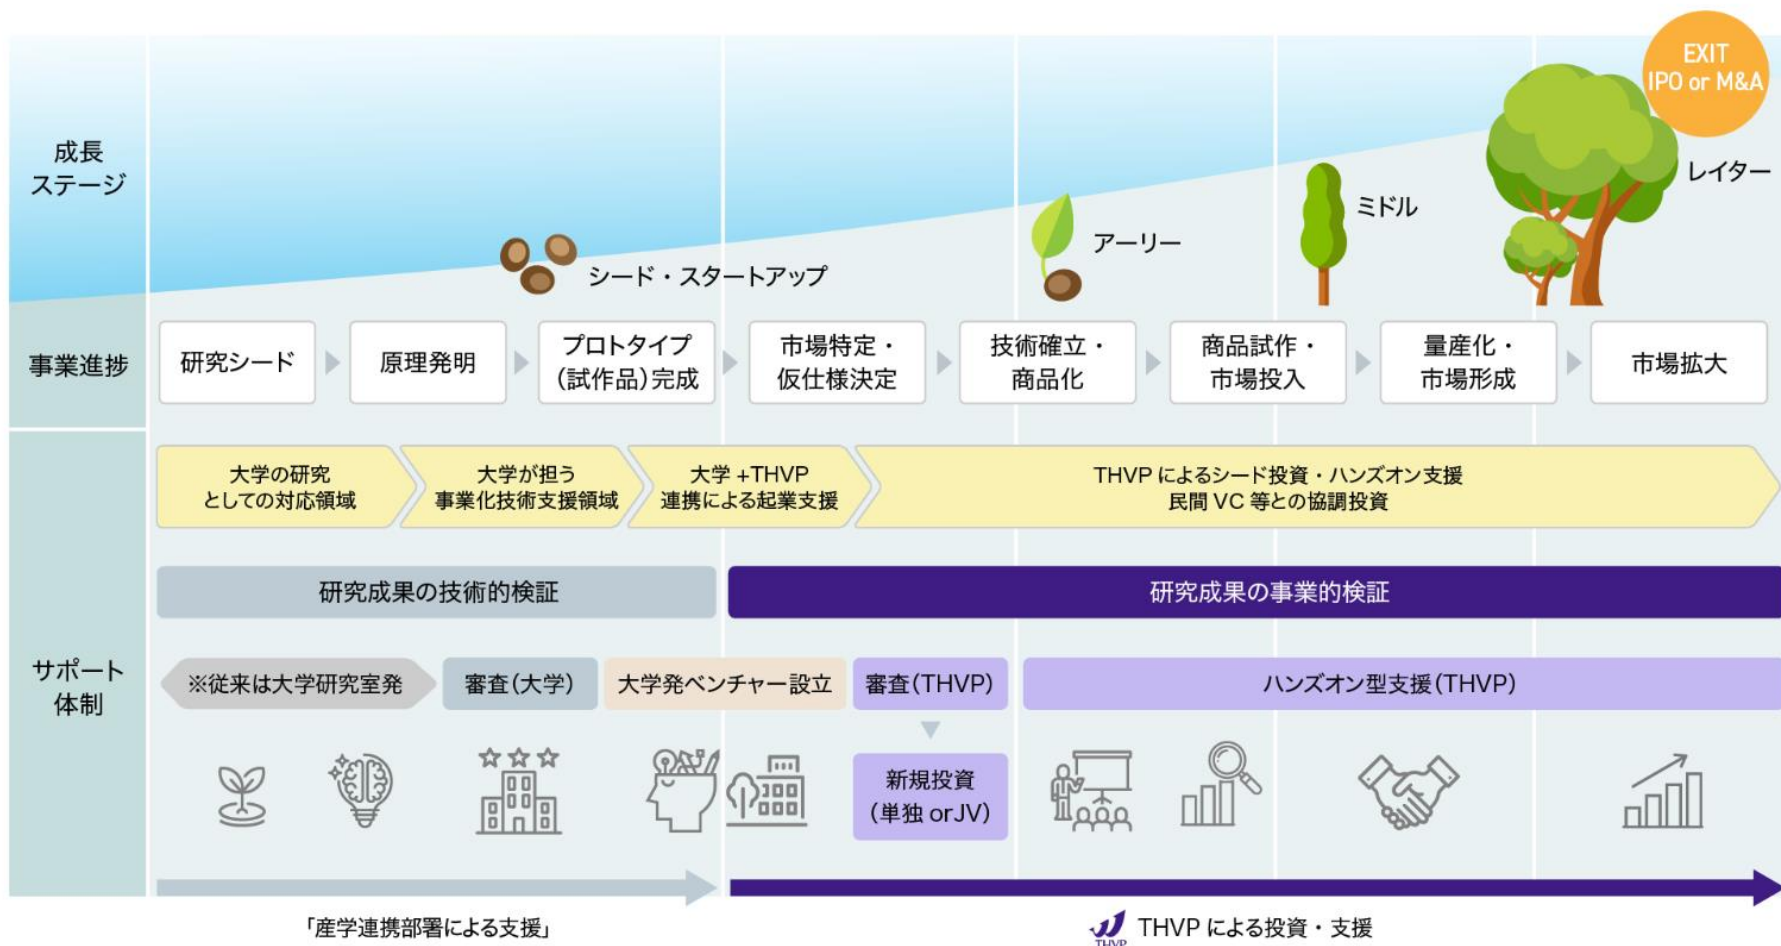 EXIT
IPO or M&A
成長
ステージ
レイター
ミドル
アーリー
シード・スタートアップ
事業進捗
研究シード
原理発明
プロトタイプ
(試作品)完成
市場特定・
仮仕様決定
技術確立・
商品化
商品試作・
市場投入
量産化・
市場形成
市場拡大
サポート
体制
大学の研究
としての対応領域
大学が担う
事業化技術支援領域
大学+THVP
連携による起業支援
THVP によるシード投資・ハンズオン支援
民間 VC 等との協調投資
研究成果の技術的検証
研究成果の事業的検証
※従来は大学研究室発
審査(大学)
大学発ベンチャー設立
審査(THVP)
ハンズオン型支援(THVP)
新規投資
(単独 orJV)
「産学連携部署による支援」
THVP
THVP による投資・支援